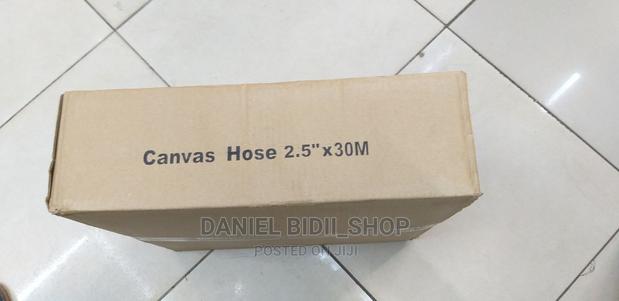 Canvas Hose 2.5"x30M
DANIEL BIDII_SHOP
POSTED ON JIJI